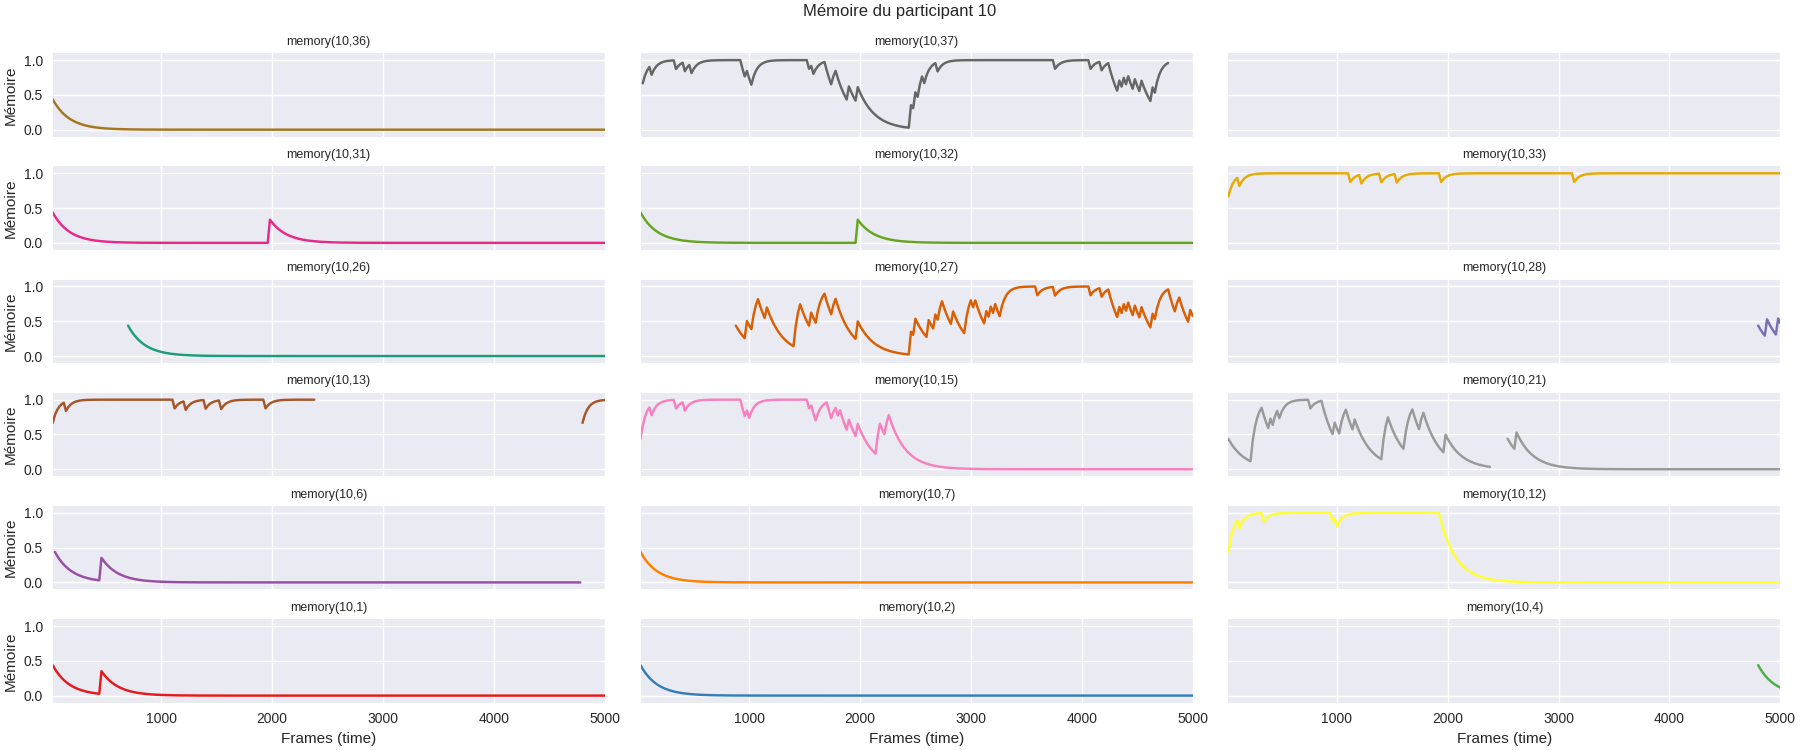 Mémoire du participant 10
memory(10,36)
memory(10,37)
Mémoire
1.0
0.5
0.0
memory(10,31)
memory(10,32)
memory(10,33)
Mémoire
1.0
0.5
0.0
memory(10,26)
memory(10,27)
memory(10,28)
Mémoire
1.0
0.5
0.0
memory(10,13)
memory(10,15)
memory(10,21)
Mémoire
1.0
0.5
0.0
memory(10,6)
memory(10,7)
memory(10,12)
Mémoire
1.0
0.5
0.0
memory(10,1)
memory(10,2)
memory(10,4)
Mémoire
1.0
0.5
0.0
1000 2000 3000 4000 5000
1000 2000 3000 4000 5000
1000 2000 3000 4000 5000
Frames (time)
Frames (time)
Frames (time)